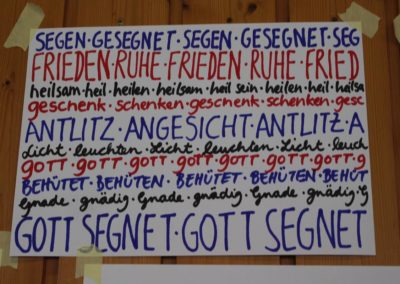 SEGEN·GESEGNET·SEGEN·GESEGNET·SEG
FRIEDEN·RUHE·FRIEDEN·RUHE·FRIED
heilsam·heil·heilen·heilsam·heil sein·heilen·heil·heilsa
geschenk·schenken·geschenk·schenken·gesc
ANTLITZ·ANGESICHT·ANTLITZ·A
Licht·leuchten·Licht·leuchten·Licht·leuch
GOTT·GOTT·GOTT·GOTT·GOTT·GOTT·GOTT·G
BEHÜTET·BEHÜTEN·BEHÜTET·BEHÜTEN·BEHÜT
Gnade·gnädig·Gnade·gnädig·Gnade·gnädig·G
GOTT SEGNET·GOTT SEGNET